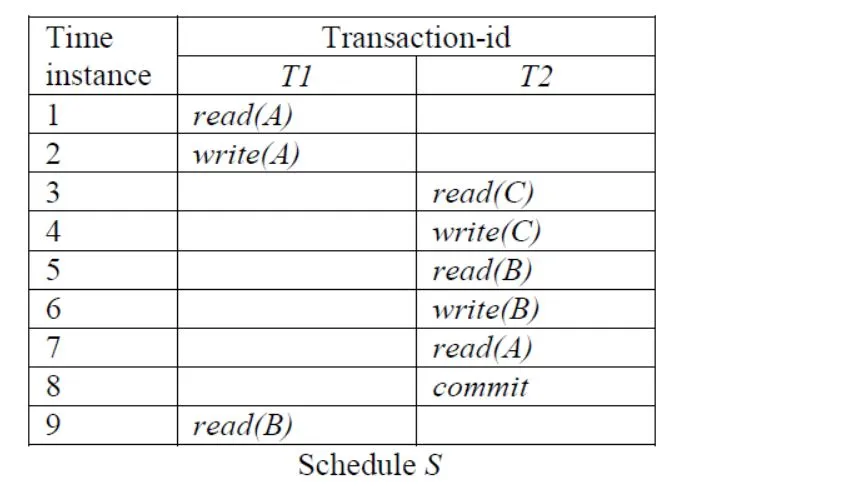 Time instance Transaction-id
T1 T2
1 read(A)
2 write(A)
3 read(C)
4 write(C)
5 read(B)
6 write(B)
7 read(A)
8 commit
9 read(B)
Schedule S